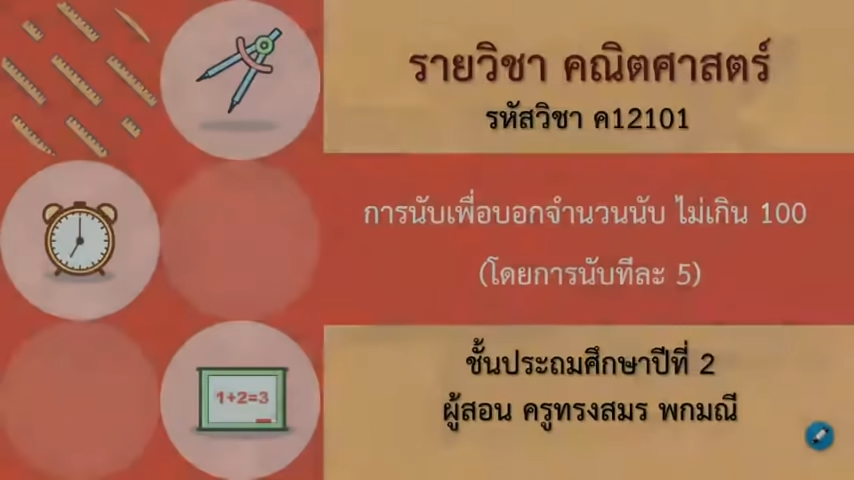 รายวิชา คณิตศาสตร์
รหัสวิชา ค12101
การนับเพื่อบอกจำนวนนับ ไม่เกิน 100
(โดยการนับทีละ 5)
1+2=3
ชั้นประถมศึกษาปีที่ 2
ผู้สอน ครูทรงสมร พกมณี